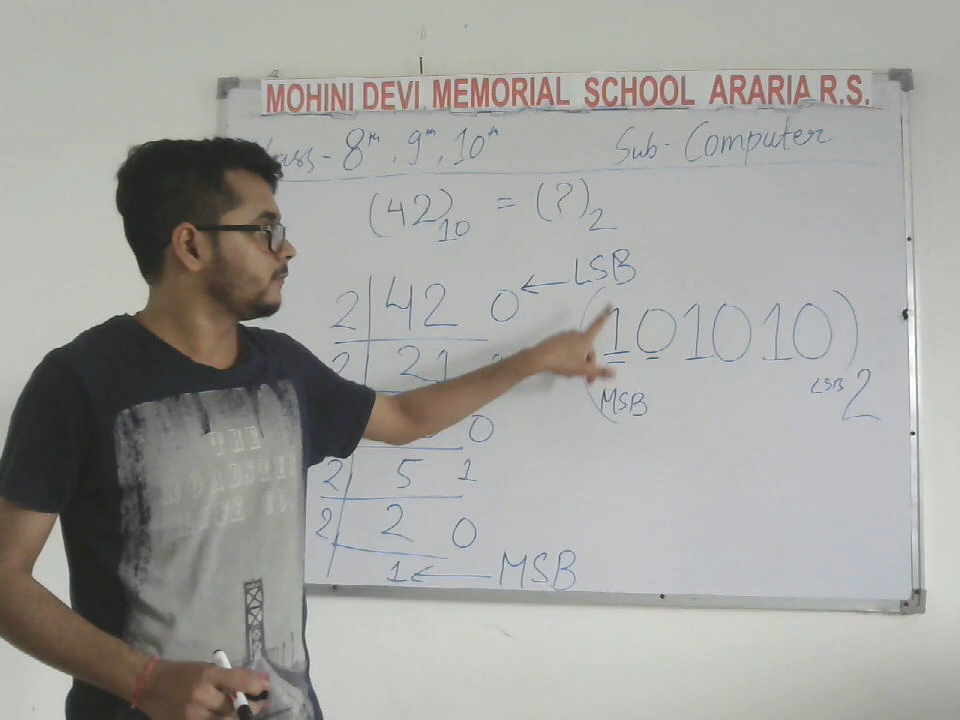 MOHINI DEVI MEMORIAL SCHOOL ARARIA R.S.
8th, 9th, 10th Sub- Computer
(42)10 = (?)2
2 42 0 ← LSB
2 21
0
2 5 1
2 2 0
1 ← MSB
(101010)2
MSB LSB
THE